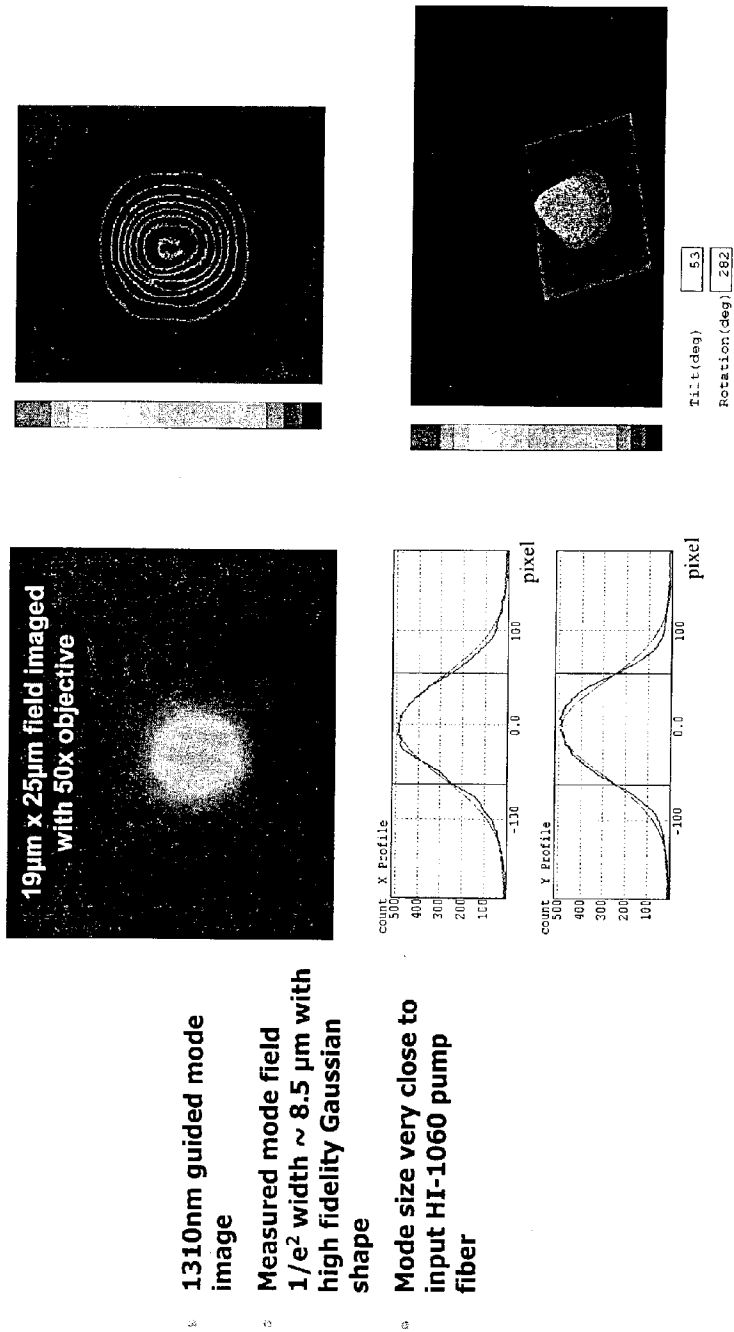 1310nm guided mode
image
Measured mode field
1/e² width ~ 8.5 µm with
high fidelity Gaussian
shape
Mode size very close to
input HI-1060 pump
fiber
19µm x 25µm field imaged
with 50x objective
count X Profile
500
400
300
200
100
-100
0.0
100
pixel
count Y Profile
500
400
300
200
100
-100
0.0
100
pixel
Tilt(deg) 53
Rotation(deg) 282